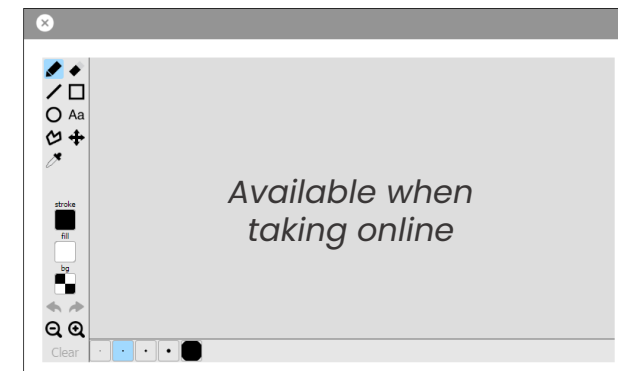 Aa
stroke
fill
bg
Available when
taking online
Clear